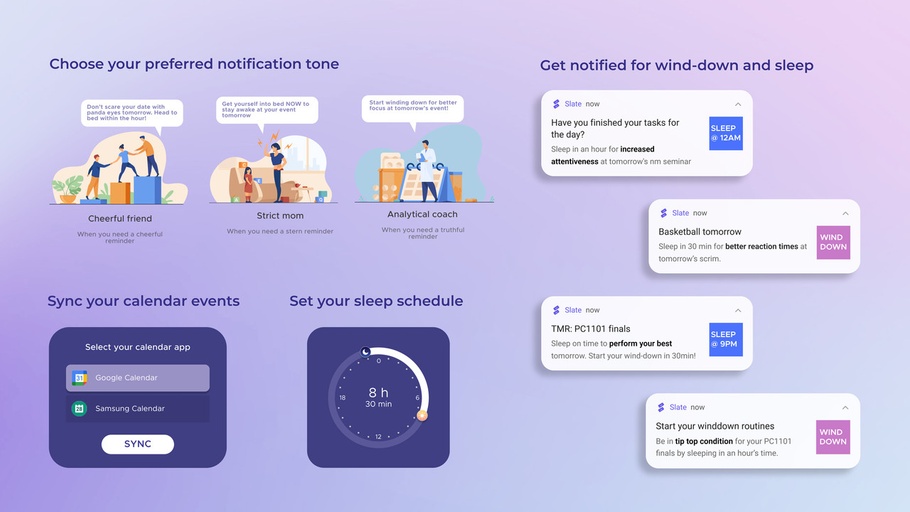 Choose your preferred notification tone
Don't scare your date with
panda eyes tomorrow. Head to
bed within the hour!
Get yourself into bed NOW to
stay awake at your event
tomorrow
Start winding down for better
focus at tomorrow's event!
Cheerful friend
When you need a cheerful
reminder
Strict mom
When you need a stern reminder
Analytical coach
When you need a truthful
reminder
Sync your calendar events
Select your calendar app
31
Google Calendar
28
Samsung Calendar
SYNC
Set your sleep schedule
0
6
12
18
8 h
30 min
Get notified for wind-down and sleep
Slate now
Have you finished your tasks for
the day?
Sleep in an hour for increased
attentiveness at tomorrow's nm seminar
SLEEP
@ 12AM
Slate now
Basketball tomorrow
Sleep in 30 min for better reaction times at
tomorrow's scrim.
WIND
DOWN
Slate now
TMR: PC1101 finals
Sleep on time to perform your best
tomorrow. Start your wind-down in 30min!
SLEEP
@ 9PM
Slate now
Start your winddown routines
Be in tip top condition for your PC1101
finals by sleeping in an hour's time.
WIND
DOWN